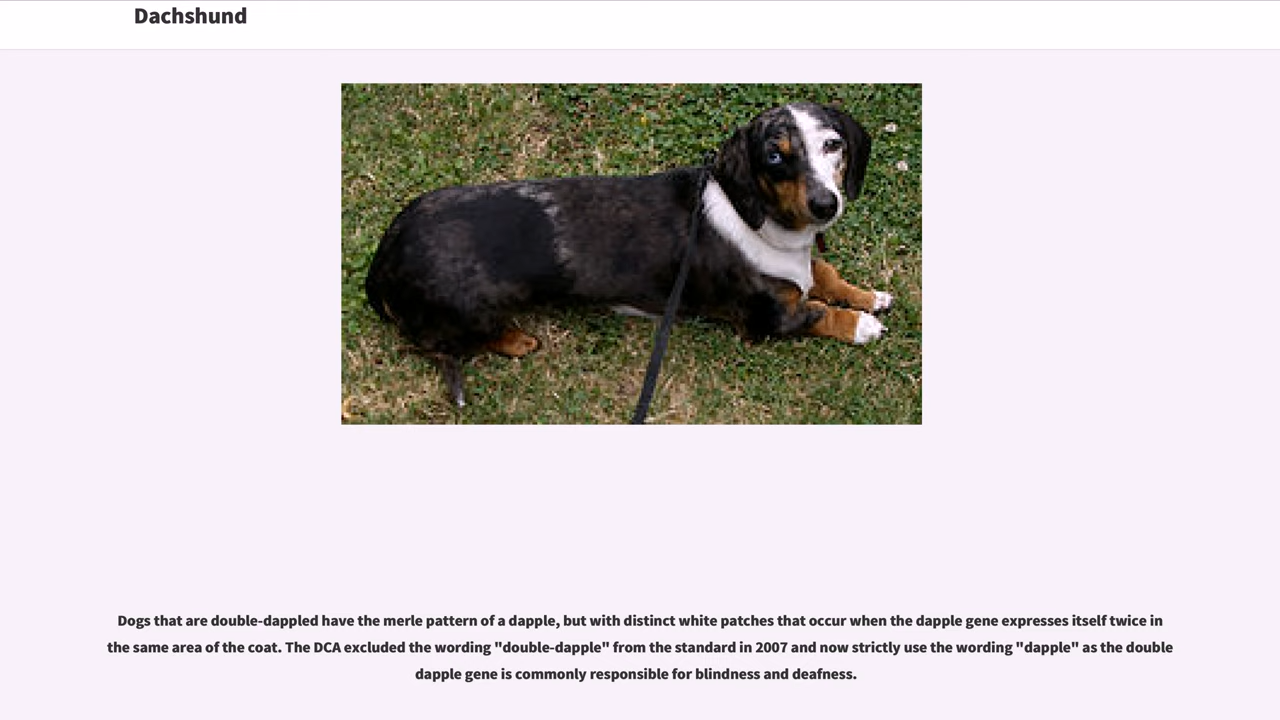 Dachshund
Dogs that are double-dappled have the merle pattern of a dapple, but with distinct white patches that occur when the dapple gene expresses itself twice in
the same area of the coat. The DCA excluded the wording "double-dapple" from the standard in 2007 and now strictly use the wording "dapple" as the double
dapple gene is commonly responsible for blindness and deafness.